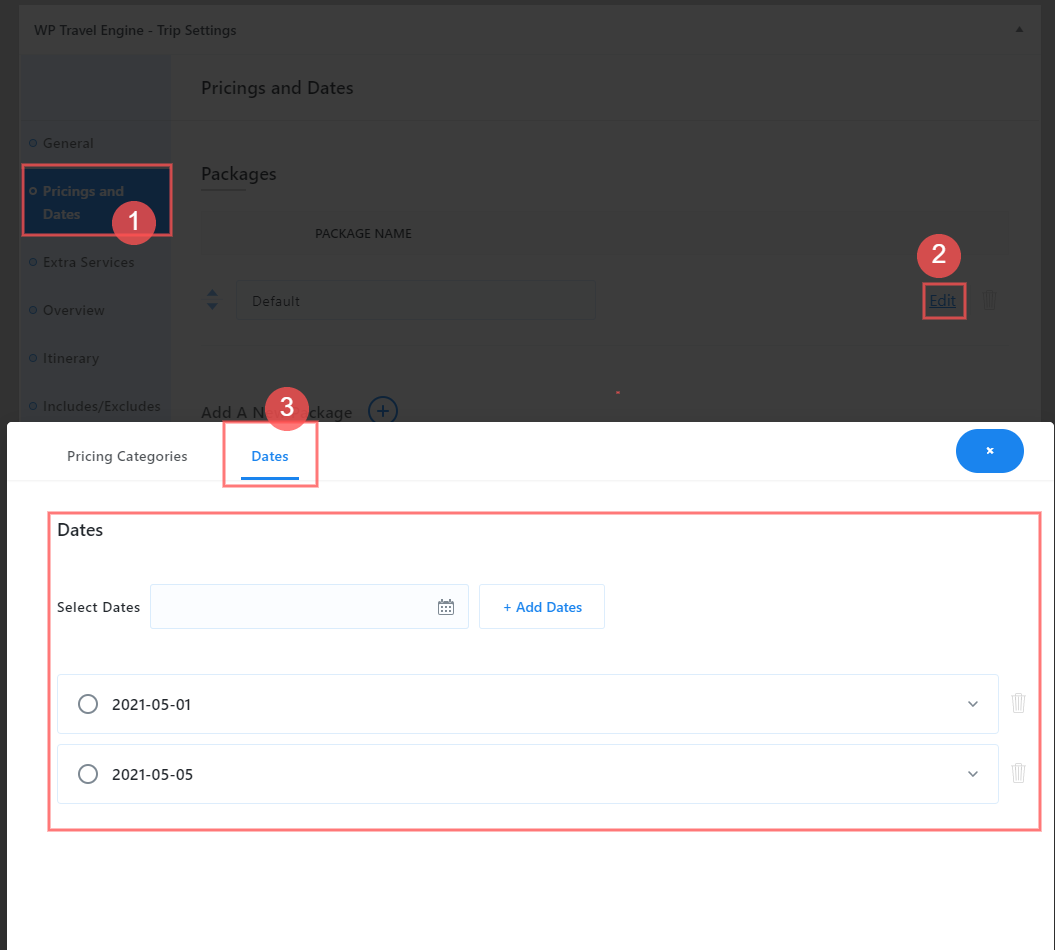 WP Travel Engine - Trip Settings
Pricings and Dates
General
Packages
Pricings and
Dates
1
PACKAGE NAME
Extra Services
2
Default
Edit
Overview
Itinerary
Includes/Excludes
Add A New Package
3
Pricing Categories
Dates
Dates
Select Dates
+ Add Dates
2021-05-01
2021-05-05